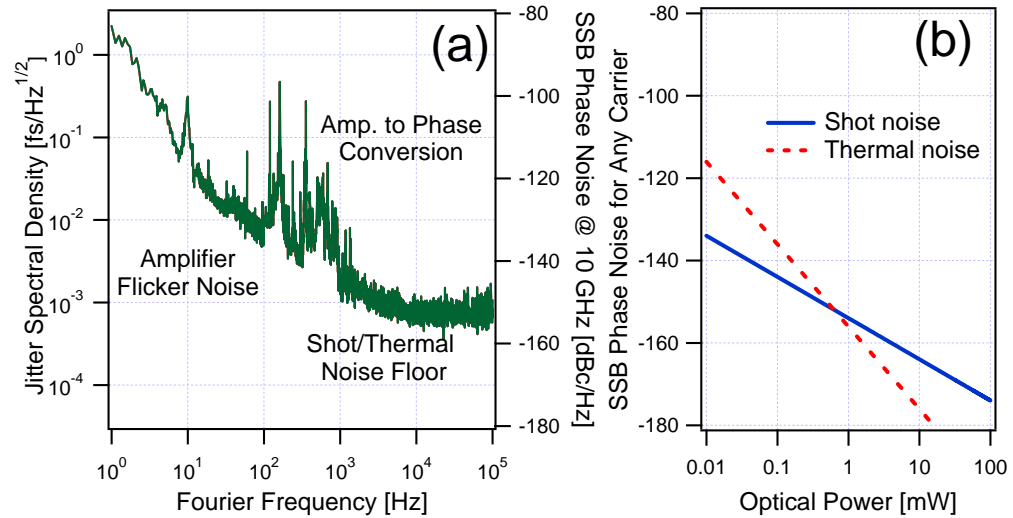 (a)
Jitter Spectral Density [fs/Hz^1/2]
10^0
10^-1
10^-2
10^-3
10^-4
Amp. to Phase
Conversion
Amplifier
Flicker Noise
Shot/Thermal
Noise Floor
10^0 10^1 10^2 10^3 10^4 10^5
Fourier Frequency [Hz]
-80
-100
-120
-140
-160
-180
SSB Phase Noise @ 10 GHz [dBc/Hz]
(b)
SSB Phase Noise for Any Carrier
-80
-100
-120
-140
-160
-180
Shot noise
Thermal noise
0.01 0.1 1 10 100
Optical Power [mW]